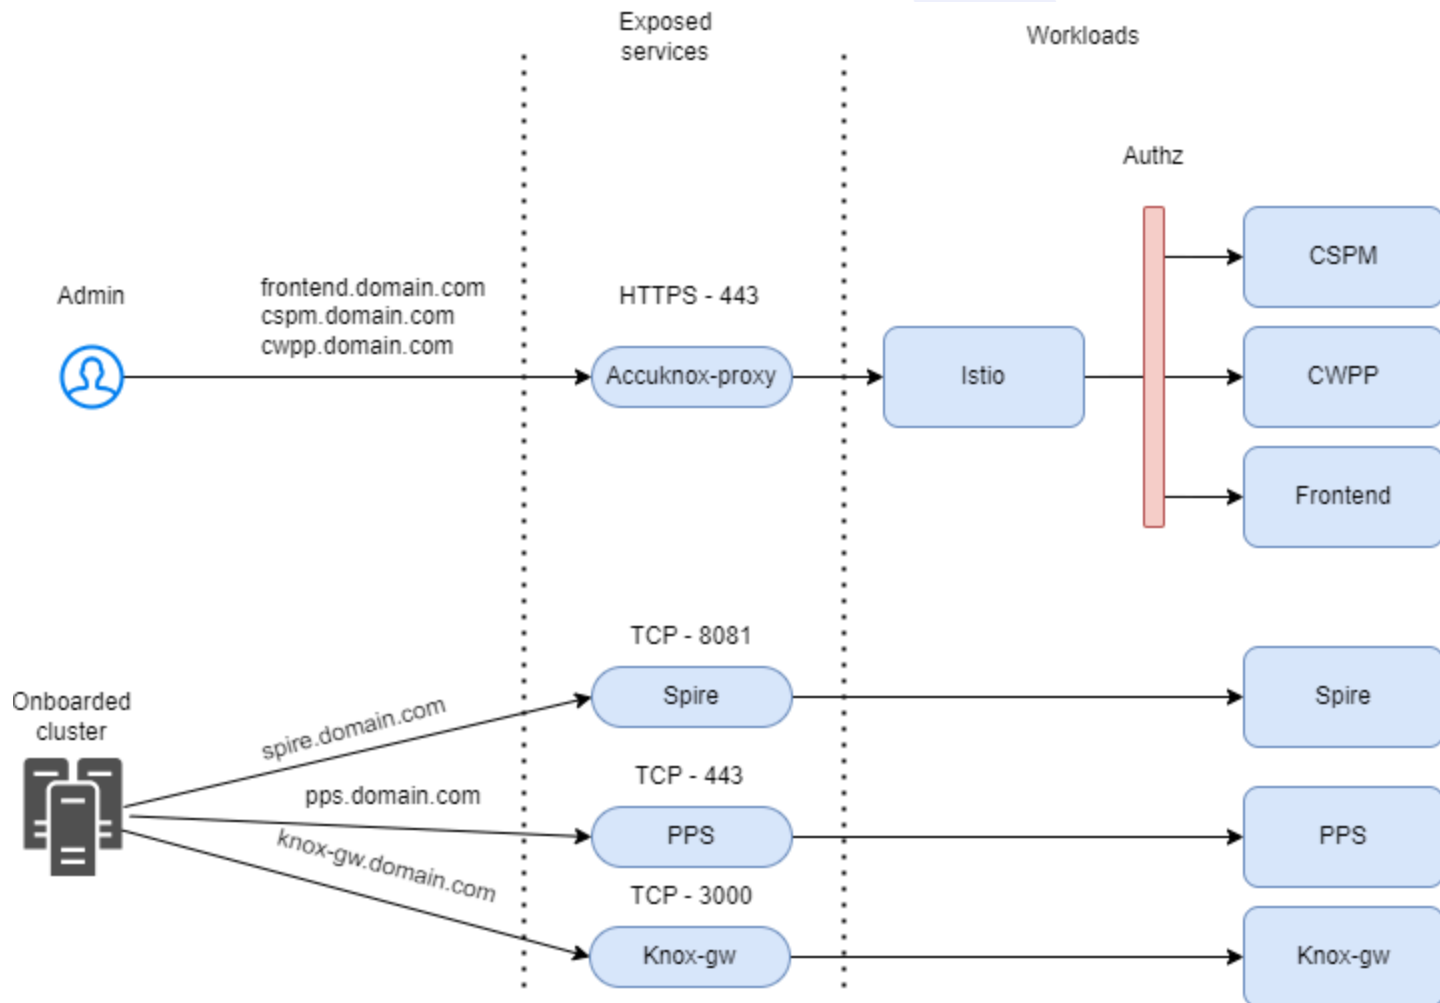 Exposed
services
Workloads
Authz
Admin
frontend.domain.com
cspm.domain.com
cwpp.domain.com
HTTPS - 443
Accuknox-proxy
Istio
CSPM
CWPP
Frontend
Onboarded
cluster
spire.domain.com
pps.domain.com
knox-gw.domain.com
TCP - 8081
Spire
Spire
TCP - 443
PPS
PPS
TCP - 3000
Knox-gw
Knox-gw